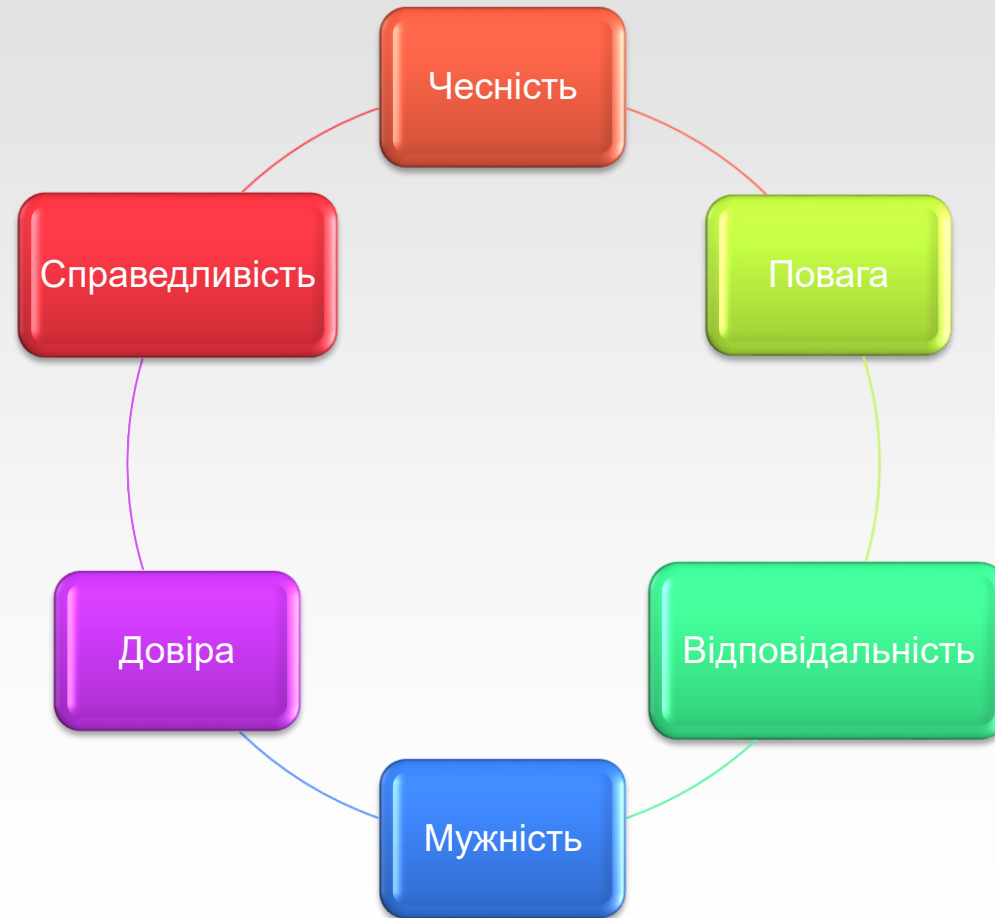 Чесність
Справедливість
Повага
Довіра
Відповідальність
Мужність